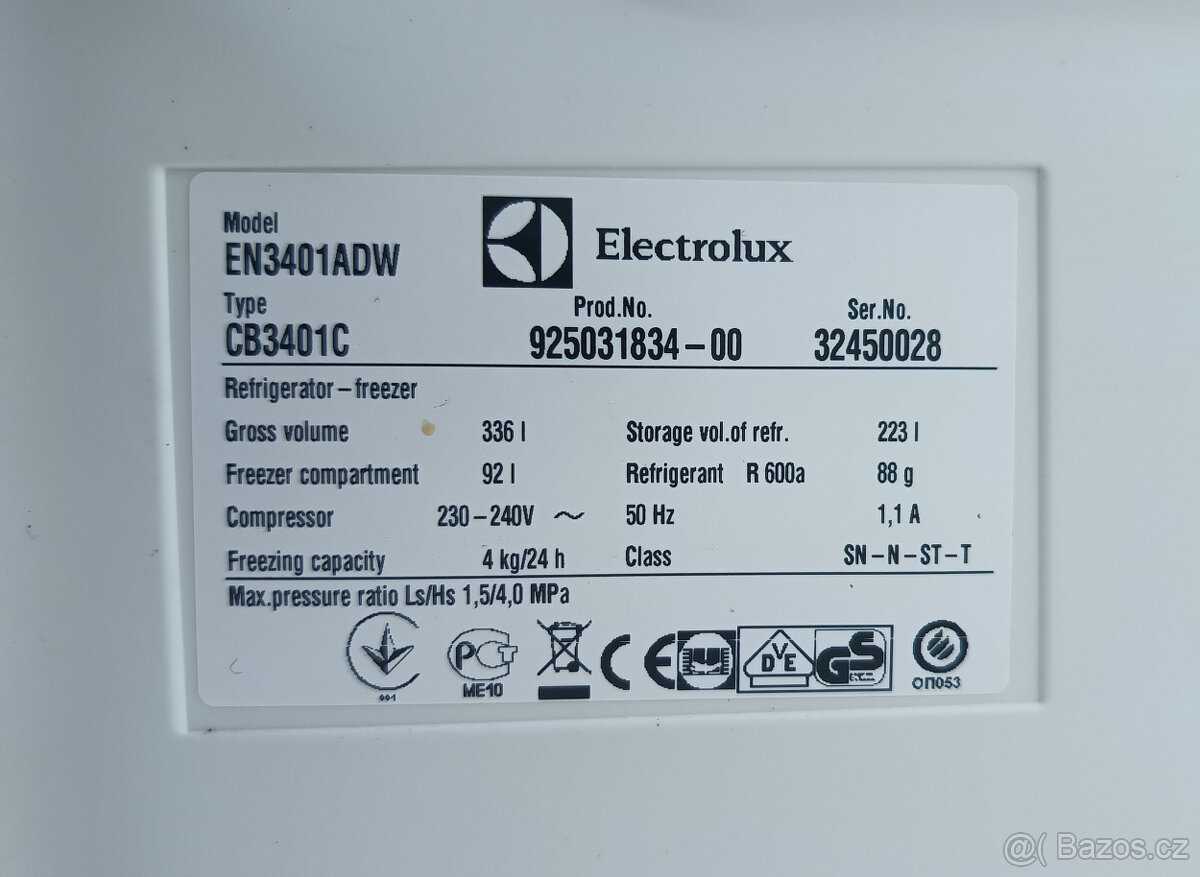 Model
EN3401ADW
Electrolux
Type
CB3401C
Prod.No.
925031834-00
Ser.No.
32450028
Refrigerator-freezer
Gross volume 336 l Storage vol.of refr. 223 l
Freezer compartment 92 l Refrigerant R 600a 88 g
Compressor 230-240V ~ 50 Hz 1,1 A
Freezing capacity 4 kg/24 h Class SN-N-ST-T
Max.pressure ratio Ls/Hs 1,5/4,0 MPa
001
РСТ
ME10
CE
DVE
GS
ОП053
@( Bazos.cz